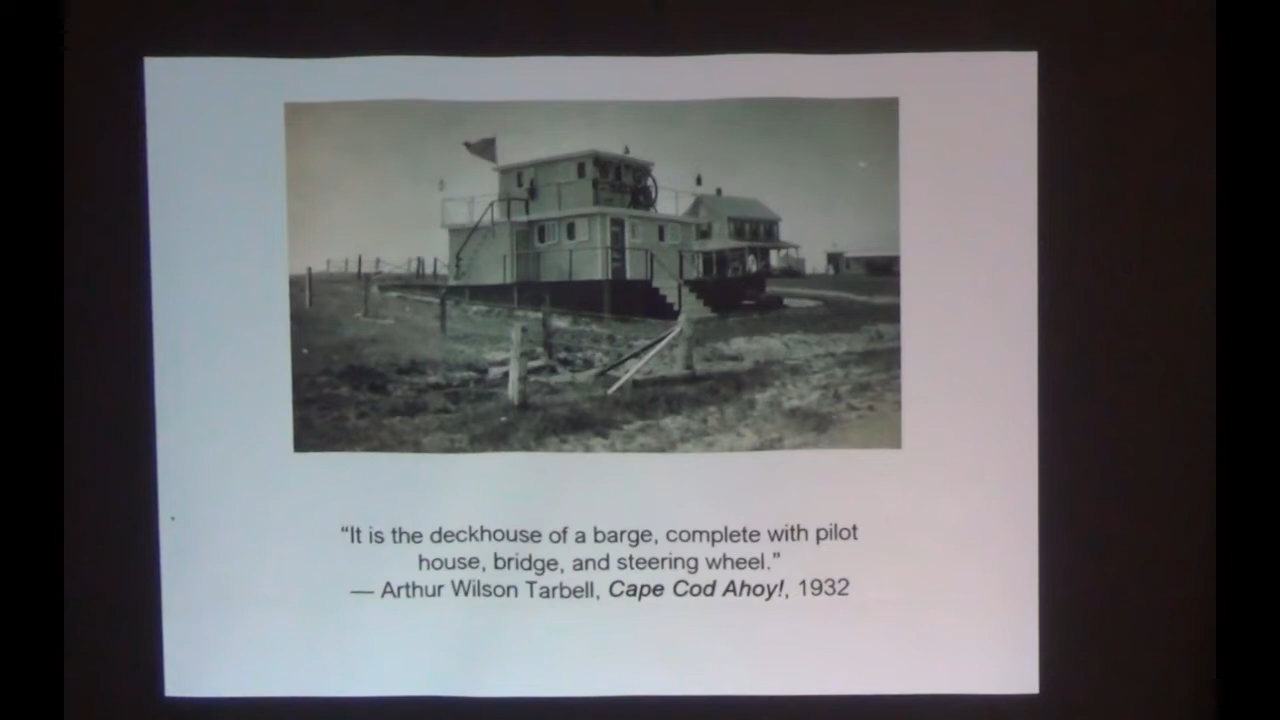 “It is the deckhouse of a barge, complete with pilot
house, bridge, and steering wheel.”
— Arthur Wilson Tarbell, Cape Cod Ahoy!, 1932